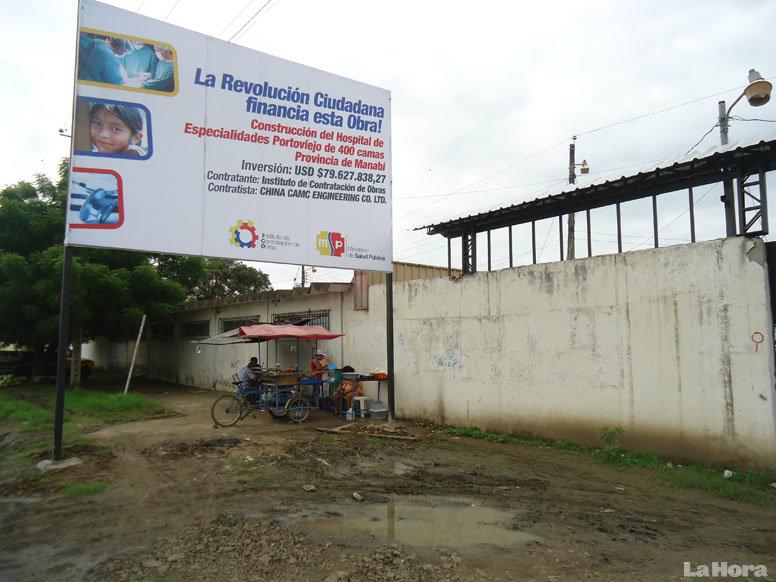 La Revolución Ciudadana
financia esta Obra!
Construcción del Hospital de
Especialidades Portoviejo de 400 camas
Provincia de Manabí
Inversión: USD $79.627.838,27
Contratante: Instituto de Contratación de Obras
Contratista: CHINA CAMC ENGINEERING CO. LTD.
Instituto de
Contratación de
Obras
Ministerio
de Salud Pública
LaHora